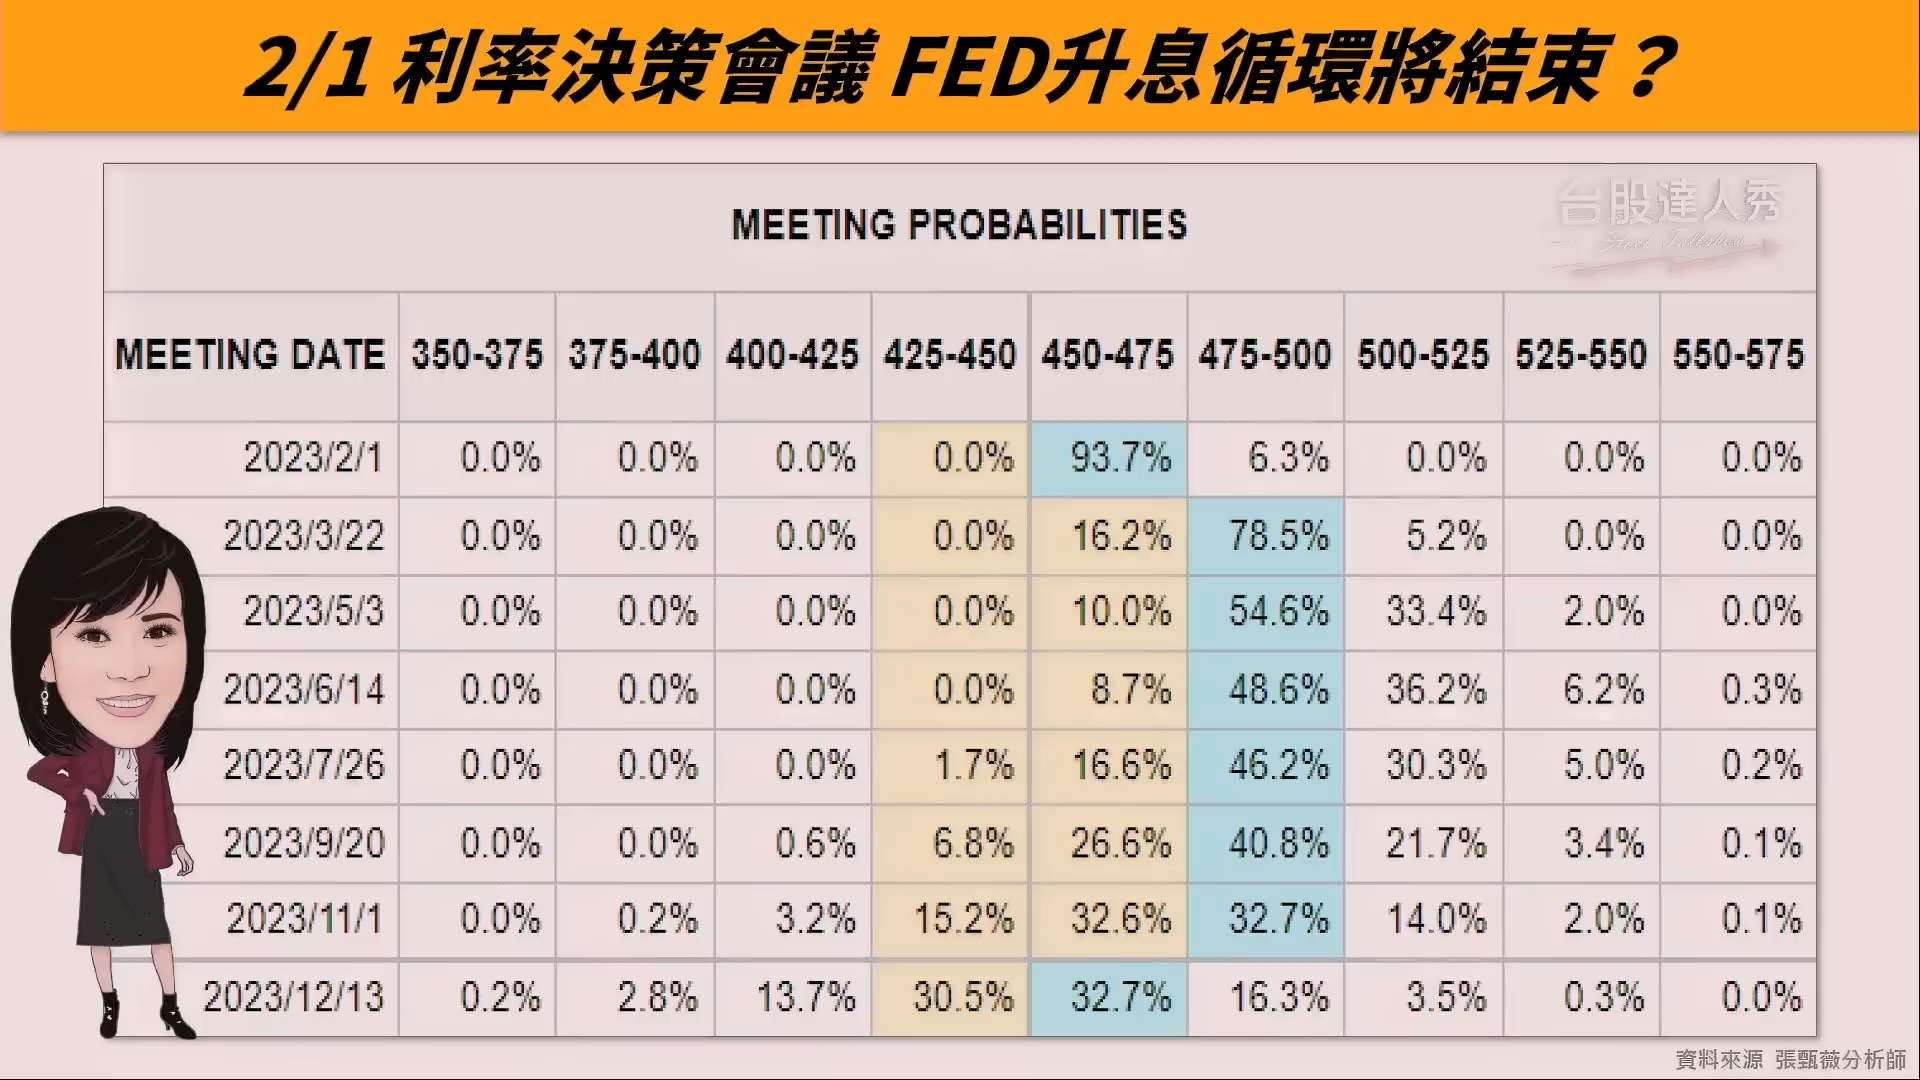 2/1 利率決策會議 FED升息循環將結束？
台股達人秀
Stock Talkshow
MEETING PROBABILITIES
MEETING DATE 350-375 375-400 400-425 425-450 450-475 475-500 500-525 525-550 550-575
2023/2/1 0.0% 0.0% 0.0% 0.0% 93.7% 6.3% 0.0% 0.0% 0.0%
2023/3/22 0.0% 0.0% 0.0% 0.0% 16.2% 78.5% 5.2% 0.0% 0.0%
2023/5/3 0.0% 0.0% 0.0% 0.0% 10.0% 54.6% 33.4% 2.0% 0.0%
2023/6/14 0.0% 0.0% 0.0% 0.0% 8.7% 48.6% 36.2% 6.2% 0.3%
2023/7/26 0.0% 0.0% 0.0% 1.7% 16.6% 46.2% 30.3% 5.0% 0.2%
2023/9/20 0.0% 0.0% 0.6% 6.8% 26.6% 40.8% 21.7% 3.4% 0.1%
2023/11/1 0.0% 0.2% 3.2% 15.2% 32.6% 32.7% 14.0% 2.0% 0.1%
2023/12/13 0.2% 2.8% 13.7% 30.5% 32.7% 16.3% 3.5% 0.3% 0.0%
資料來源 張甄薇分析師